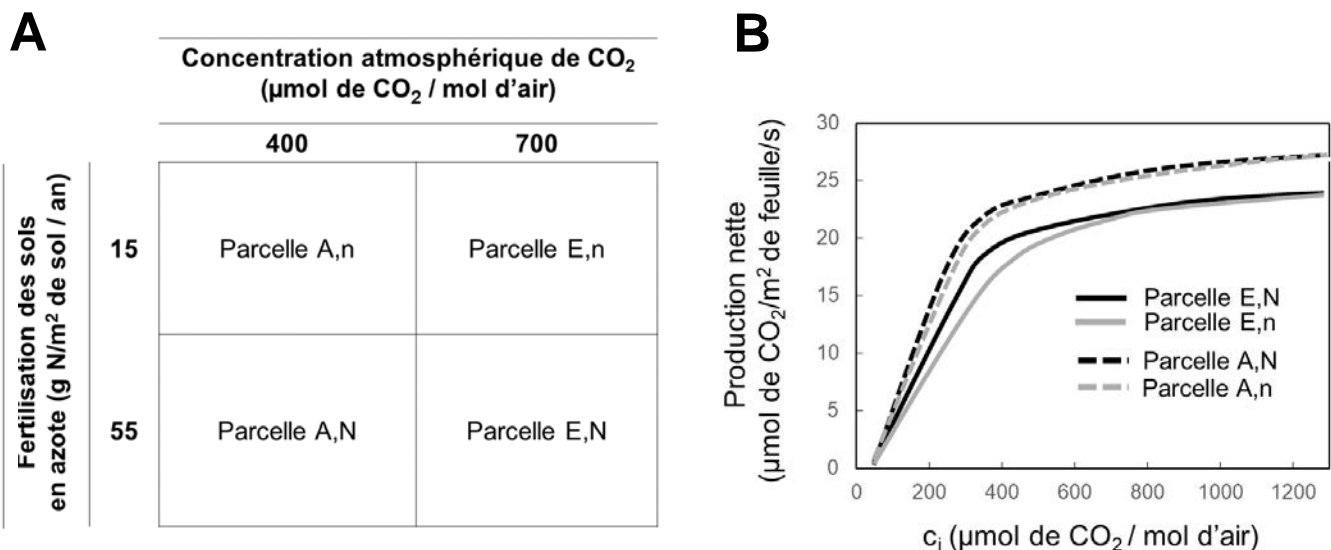 A
Concentration atmosphérique de CO₂
(µmol de CO₂ / mol d'air)
400
700
Fertilisation des sols
en azote (g N/m² de sol / an)
15
Parcelle A,n
Parcelle E,n
55
Parcelle A,N
Parcelle E,N
B
Production nette
(µmol de CO₂/m² de feuille/s)
30
25
20
15
10
5
0
Parcelle E,N
Parcelle E,n
Parcelle A,N
Parcelle A,n
0 200 400 600 800 1000 1200
cᵢ (µmol de CO₂ / mol d'air)